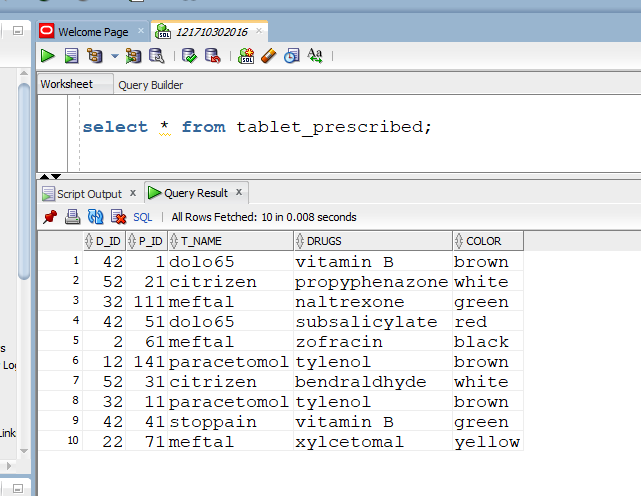 Welcome Page 121710302016
SQL Aa
Worksheet Query Builder
select * from tablet_prescribed;
Script Output x Query Result x
SQL | All Rows Fetched: 10 in 0.008 seconds
D_ID P_ID T_NAME DRUGS COLOR
1 42 1 dolo65 vitamin B brown
2 52 21 citrizen propyphenazone white
3 32 111 meftal naltrexone green
4 42 51 dolo65 subsalicylate red
5 2 61 meftal zofracin black
6 12 141 paracetomol tylenol brown
7 52 31 citrizen bendraldhyde white
8 32 11 paracetomol tylenol brown
9 42 41 stoppain vitamin B green
10 22 71 meftal xylcetomal yellow
Link